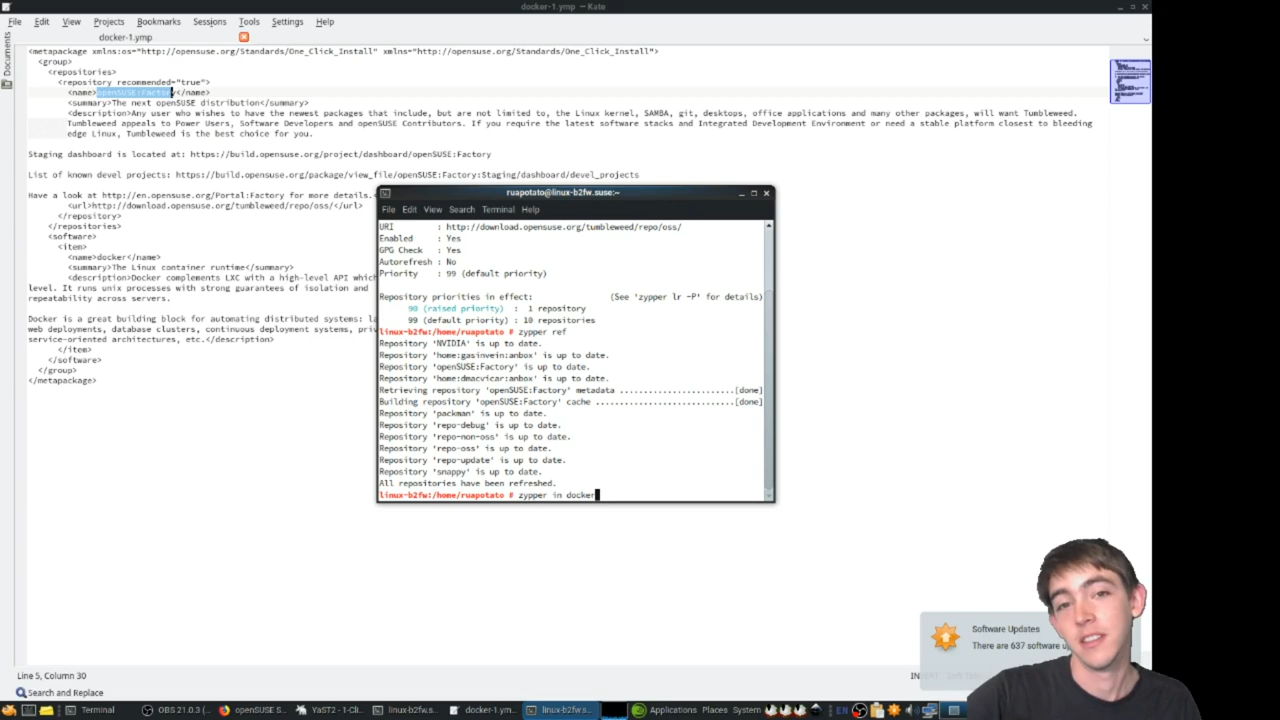 docker-1.ymp — Kate
File Edit View Projects Bookmarks Sessions Tools Settings Help
docker-1.ymp
Documents
<metapackage xmlns:os="http://opensuse.org/Standards/One_Click_Install" xmlns="http://opensuse.org/Standards/One_Click_Install">
<group>
<repositories>
<repository recommended="true">
<name>openSUSE:Factory</name>
<summary>The next openSUSE distribution</summary>
<description>Any user who wishes to have the newest packages that include, but are not limited to, the Linux kernel, SAMBA, git, desktops, office applications and many other packages, will want Tumbleweed.
Tumbleweed appeals to Power Users, Software Developers and openSUSE Contributors. If you require the latest software stacks and Integrated Development Environment or need a stable platform closest to bleeding
edge Linux, Tumbleweed is the best choice for you.
Staging dashboard is located at: https://build.opensuse.org/project/dashboard/openSUSE:Factory
List of known devel projects: https://build.opensuse.org/package/view_file/openSUSE:Factory:Staging/dashboard/devel_projects
Have a look at http://en.opensuse.org/Portal:Factory for more details.<
<url>http://download.opensuse.org/tumbleweed/repo/oss/</url>
</repository>
</repositories>
<software>
<item>
<name>docker</name>
<summary>The Linux container runtime</summary>
<description>Docker complements LXC with a high-level API which
level. It runs unix processes with strong guarantees of isolation and
repeatability across servers.
Docker is a great building block for automating distributed systems:
web deployments, database clusters, continuous deployment systems,
service-oriented architectures, etc.</description>
</item>
</software>
</group>
</metapackage>
ruapotato@linux-b2fw.suse:~
File Edit View Search Terminal Help
URI : http://download.opensuse.org/tumbleweed/repo/oss/
Enabled : Yes
GPG Check : Yes
Autorefresh : No
Priority : 99 (default priority)
Repository priorities in effect: (See 'zypper lr -P' for details)
90 (raised priority) : 1 repository
99 (default priority) : 10 repositories
linux-b2fw:/home/ruapotato # zypper ref
Repository 'NVIDIA' is up to date.
Repository 'home:gasinvein:anbox' is up to date.
Repository 'openSUSE:Factory' is up to date.
Repository 'home:dmacvicar:anbox' is up to date.
Retrieving repository 'openSUSE:Factory' metadata .......................[done]
Building repository 'openSUSE:Factory' cache ............................[done]
Repository 'packman' is up to date.
Repository 'repo-debug' is up to date.
Repository 'repo-non-oss' is up to date.
Repository 'repo-oss' is up to date.
Repository 'repo-update' is up to date.
Repository 'snappy' is up to date.
All repositories have been refreshed.
linux-b2fw:/home/ruapotato # zypper in docker
Software Updates
There are 637 software
Line 5, Column 30
Search and Replace
Terminal OBS 21.0.3 (... openSUSE S... YaST2 - 1-Cli... linux-b2fw.s... docker-1.ym... linux-b2fw.s... Applications Places System EN